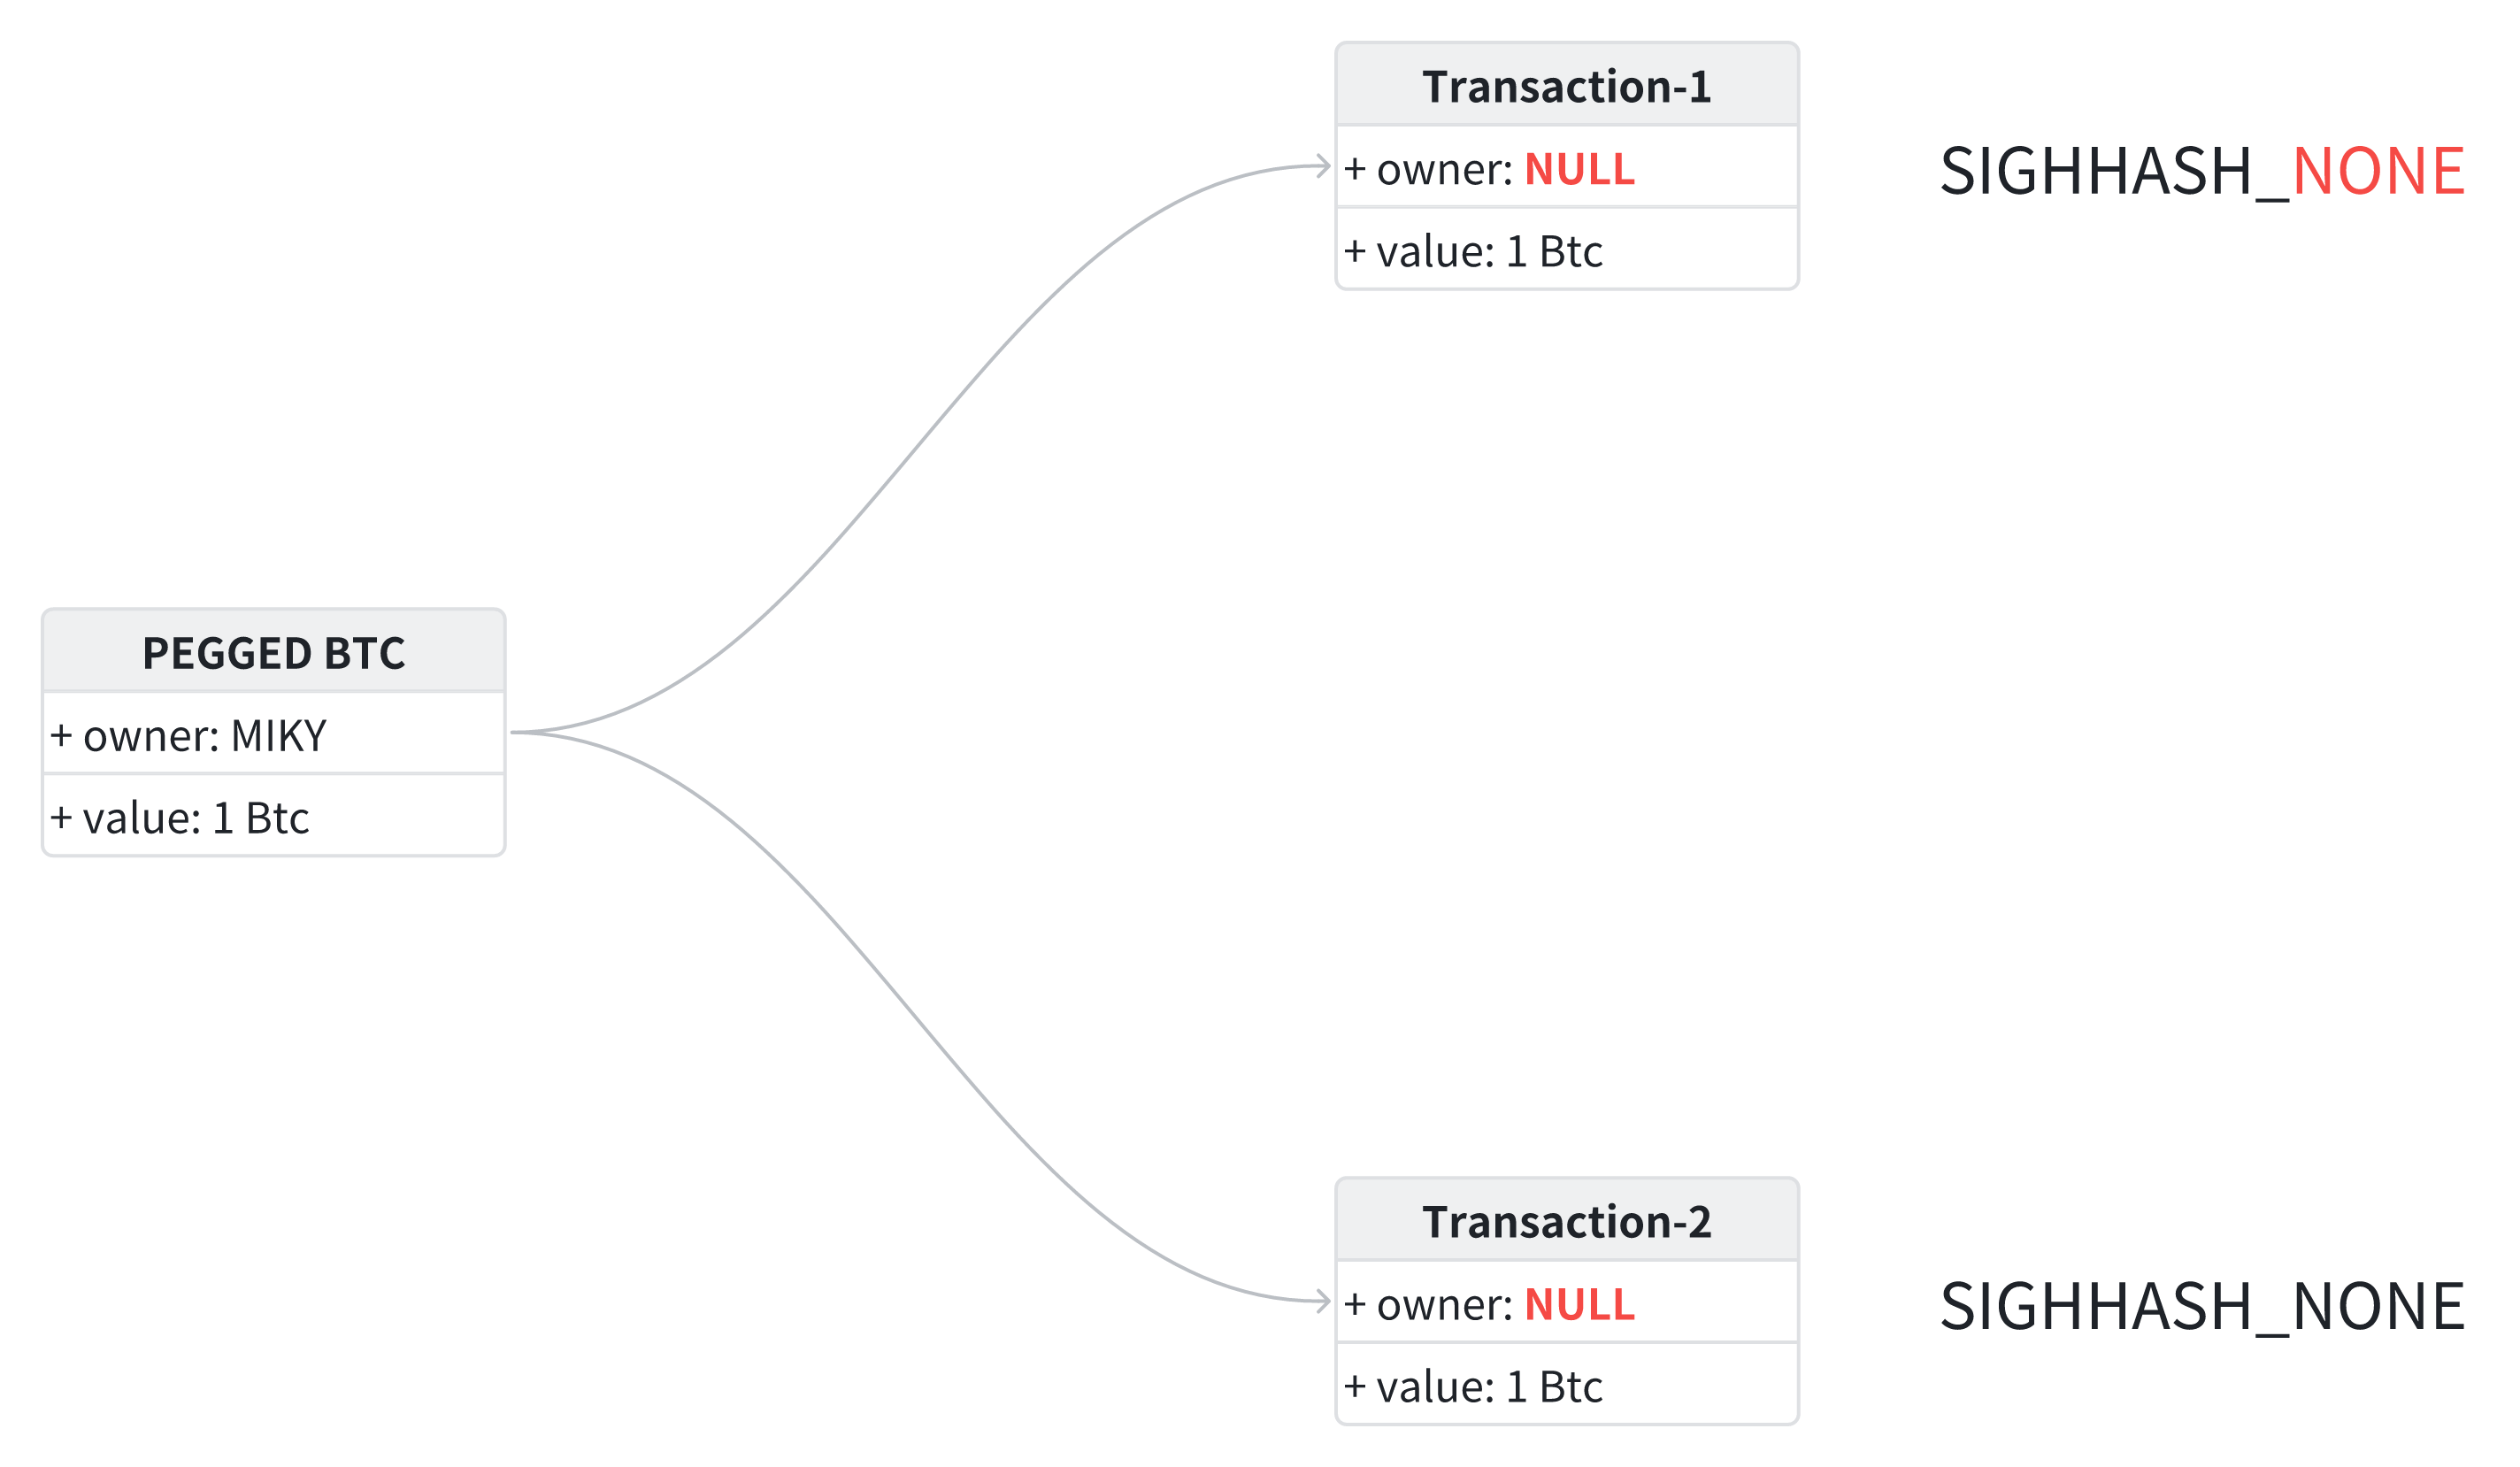 Transaction-1
+ owner: NULL
+ value: 1 Btc
SIGHHASH_NONE
PEGGED BTC
+ owner: MIKY
+ value: 1 Btc
Transaction-2
+ owner: NULL
+ value: 1 Btc
SIGHHASH_NONE